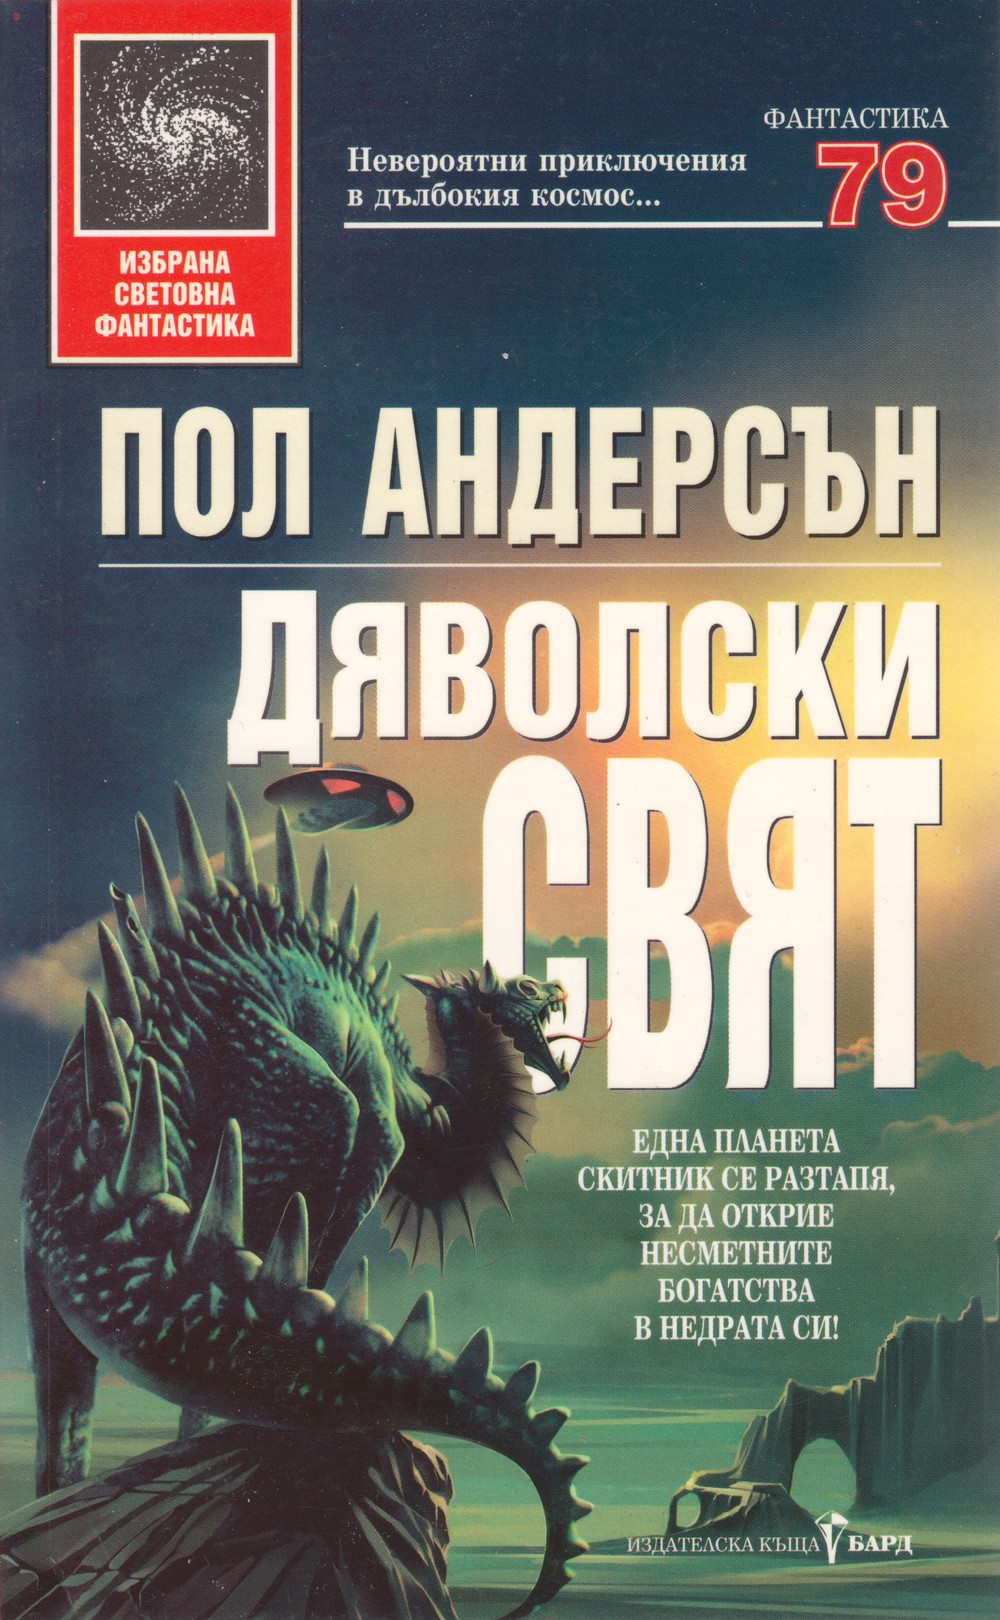 ИЗБРАНА
СВЕТОВНА
ФАНТАСТИКА
ФАНТАСТИКА
79
Невероятни приключения
в дълбокия космос...
ПОЛ АНДЕРСЪН
ДЯВОЛСКИ
СВЯТ
ЕДНА ПЛАНЕТА
СКИТНИК СЕ РАЗТАПЯ,
ЗА ДА ОТКРИЕ
НЕСМЕТНИТЕ
БОГАТСТВА
В НЕДРАТА СИ!
ИЗДАТЕЛСКА КЪЩА БАРД